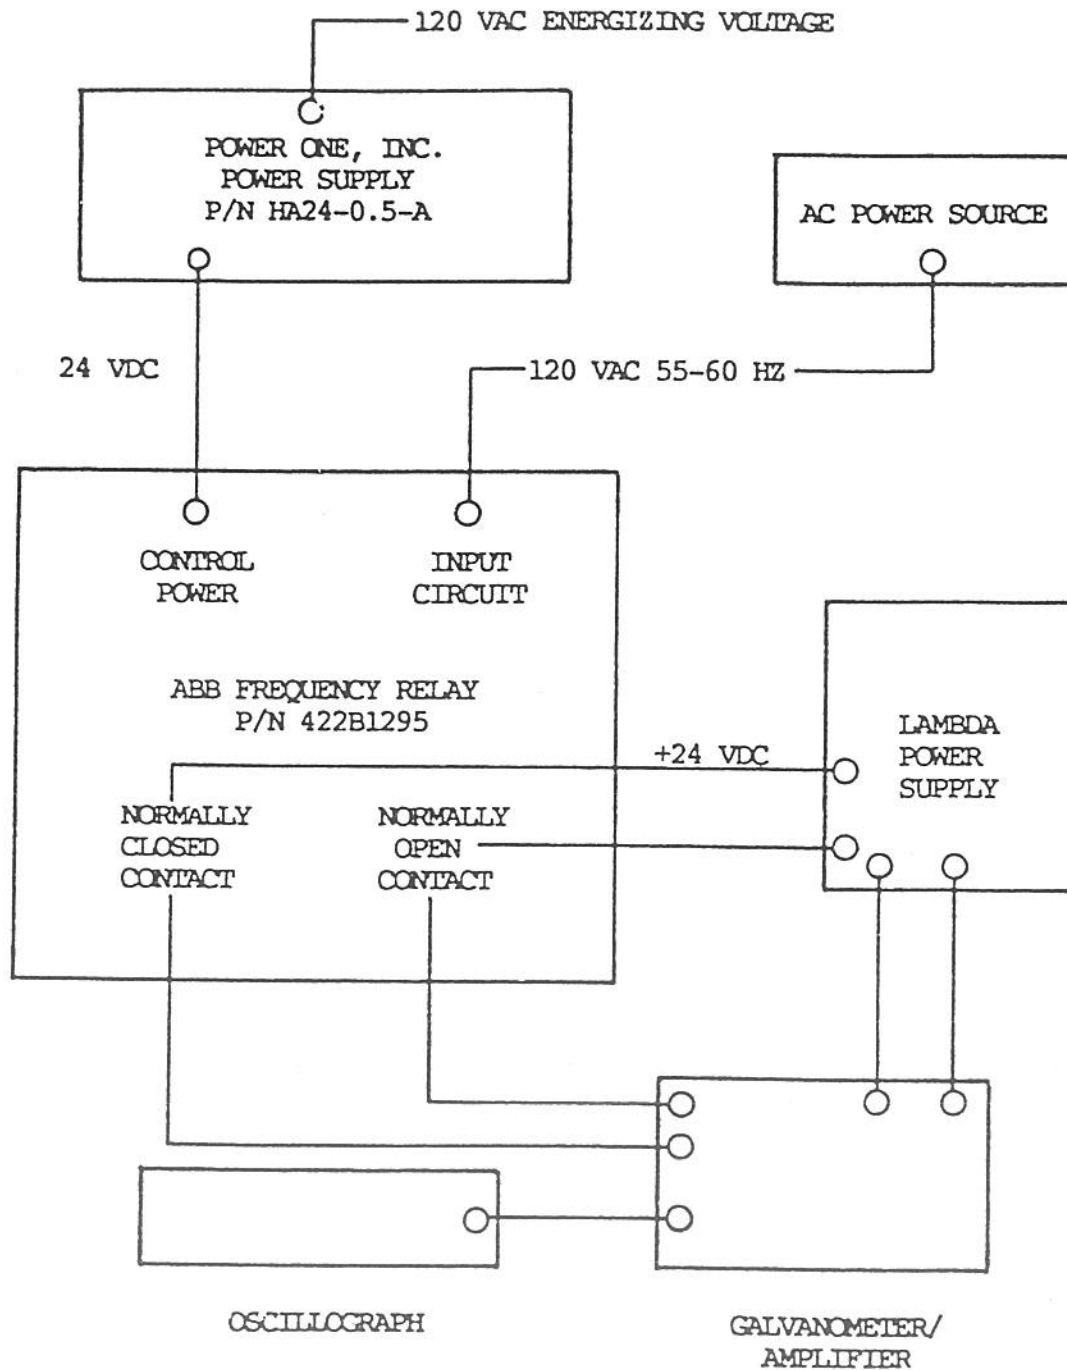 120 VAC ENERGIZING VOLTAGE
POWER ONE, INC.
POWER SUPPLY
P/N HA24-0.5-A
AC POWER SOURCE
24 VDC
120 VAC 55-60 HZ
CONTROL
POWER
INPUT
CIRCUIT
ABB FREQUENCY RELAY
P/N 422B1295
+24 VDC
LAMBDA
POWER
SUPPLY
NORMALLY
CLOSED
CONTACT
NORMALLY
OPEN
CONTACT
OSCILLOGRAPH
GALVANOMETER/
AMPLIFIER